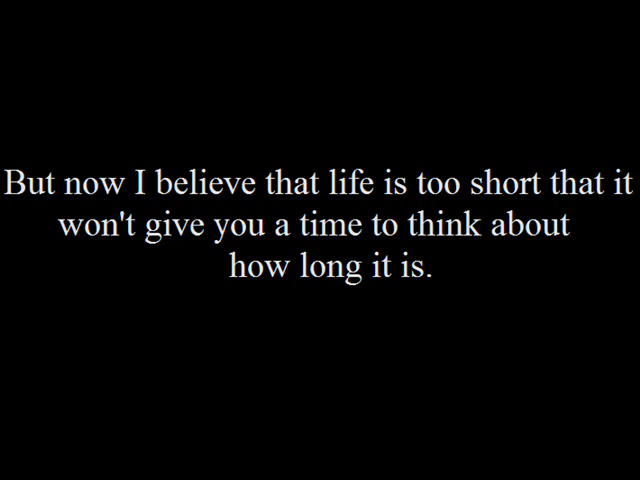 But now I believe that life is too short that it
won't give you a time to think about
how long it is.